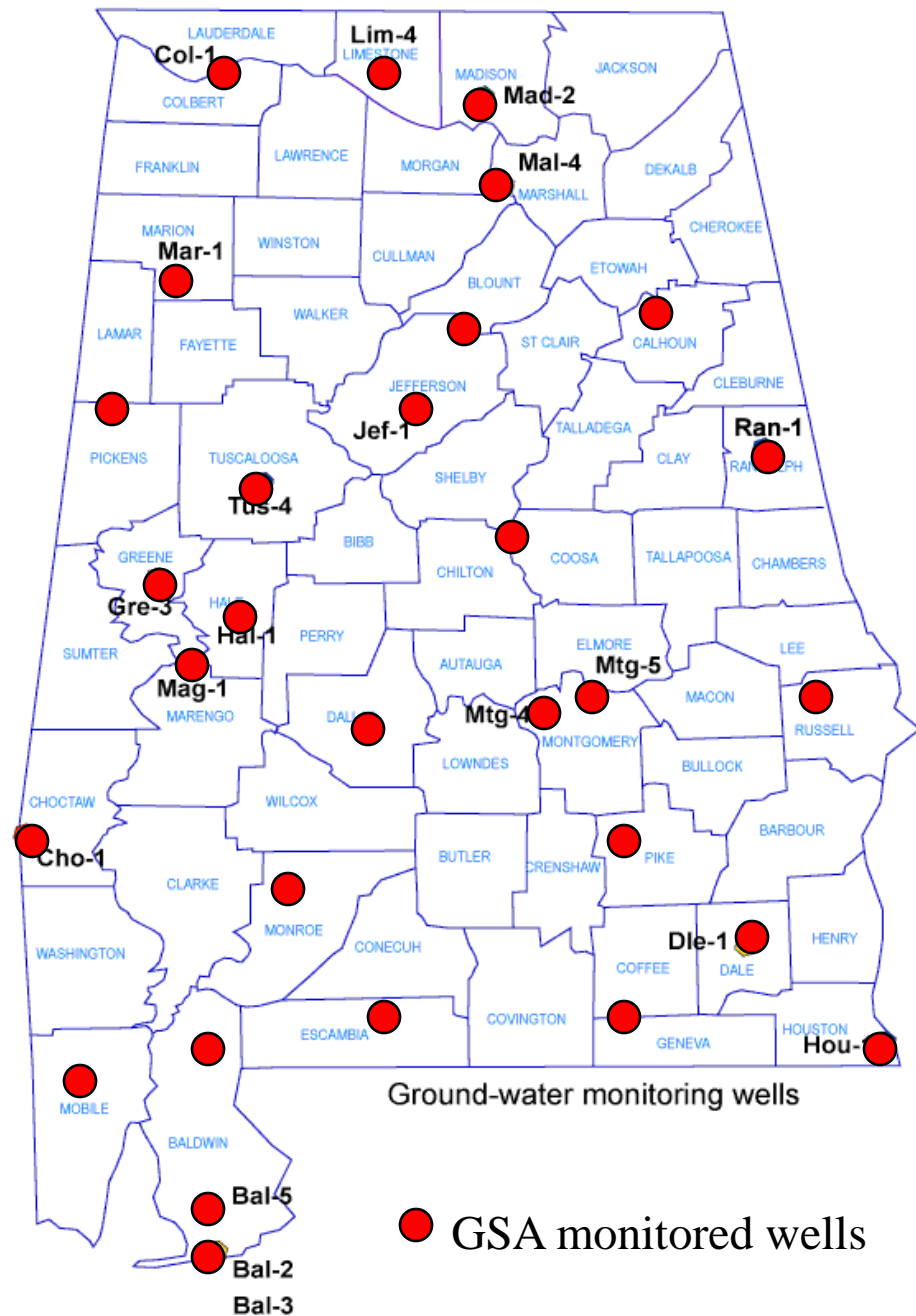 LAUDERDALE
Lim-4
LIMESTONE
Col-1
MADISON
JACKSON
COLBERT
Mad-2
LAWRENCE
FRANKLIN
MORGAN
Mal-4
MARSHALL
DEKALB
CHEROKEE
MARION
WINSTON
Mar-1
CULLMAN
ETOWAH
BLOUNT
WALKER
LAMAR
FAYETTE
ST CLAIR
CALHOUN
CLEBURNE
JEFFERSON
Jef-1
TALLADEGA
Ran-1
PICKENS
TUSCALOOSA
CLAY
SHELBY
Tus-4
BIBB
GREENE
CHILTON
COOSA
TALLAPOOSA
CHAMBERS
Gre-3
Hal-1
PERRY
ELMORE
LEE
SUMTER
AUTAUGA
Mtg-5
Mag-1
MACON
MARENGO
Mtg-4
RUSSELL
MONTGOMERY
LOWNDES
BULLOCK
CHOCTAW
WILCOX
BARBOUR
Cho-1
BUTLER
CRENSHAW
PIKE
CLARKE
MONROE
Dle-1
HENRY
CONECUH
WASHINGTON
COFFEE
DALE
COVINGTON
ESCAMBIA
HOUSTON
GENEVA
Hou-
MOBILE
Ground-water monitoring wells
BALDWIN
Bal-5
GSA monitored wells
Bal-2
Bal-3